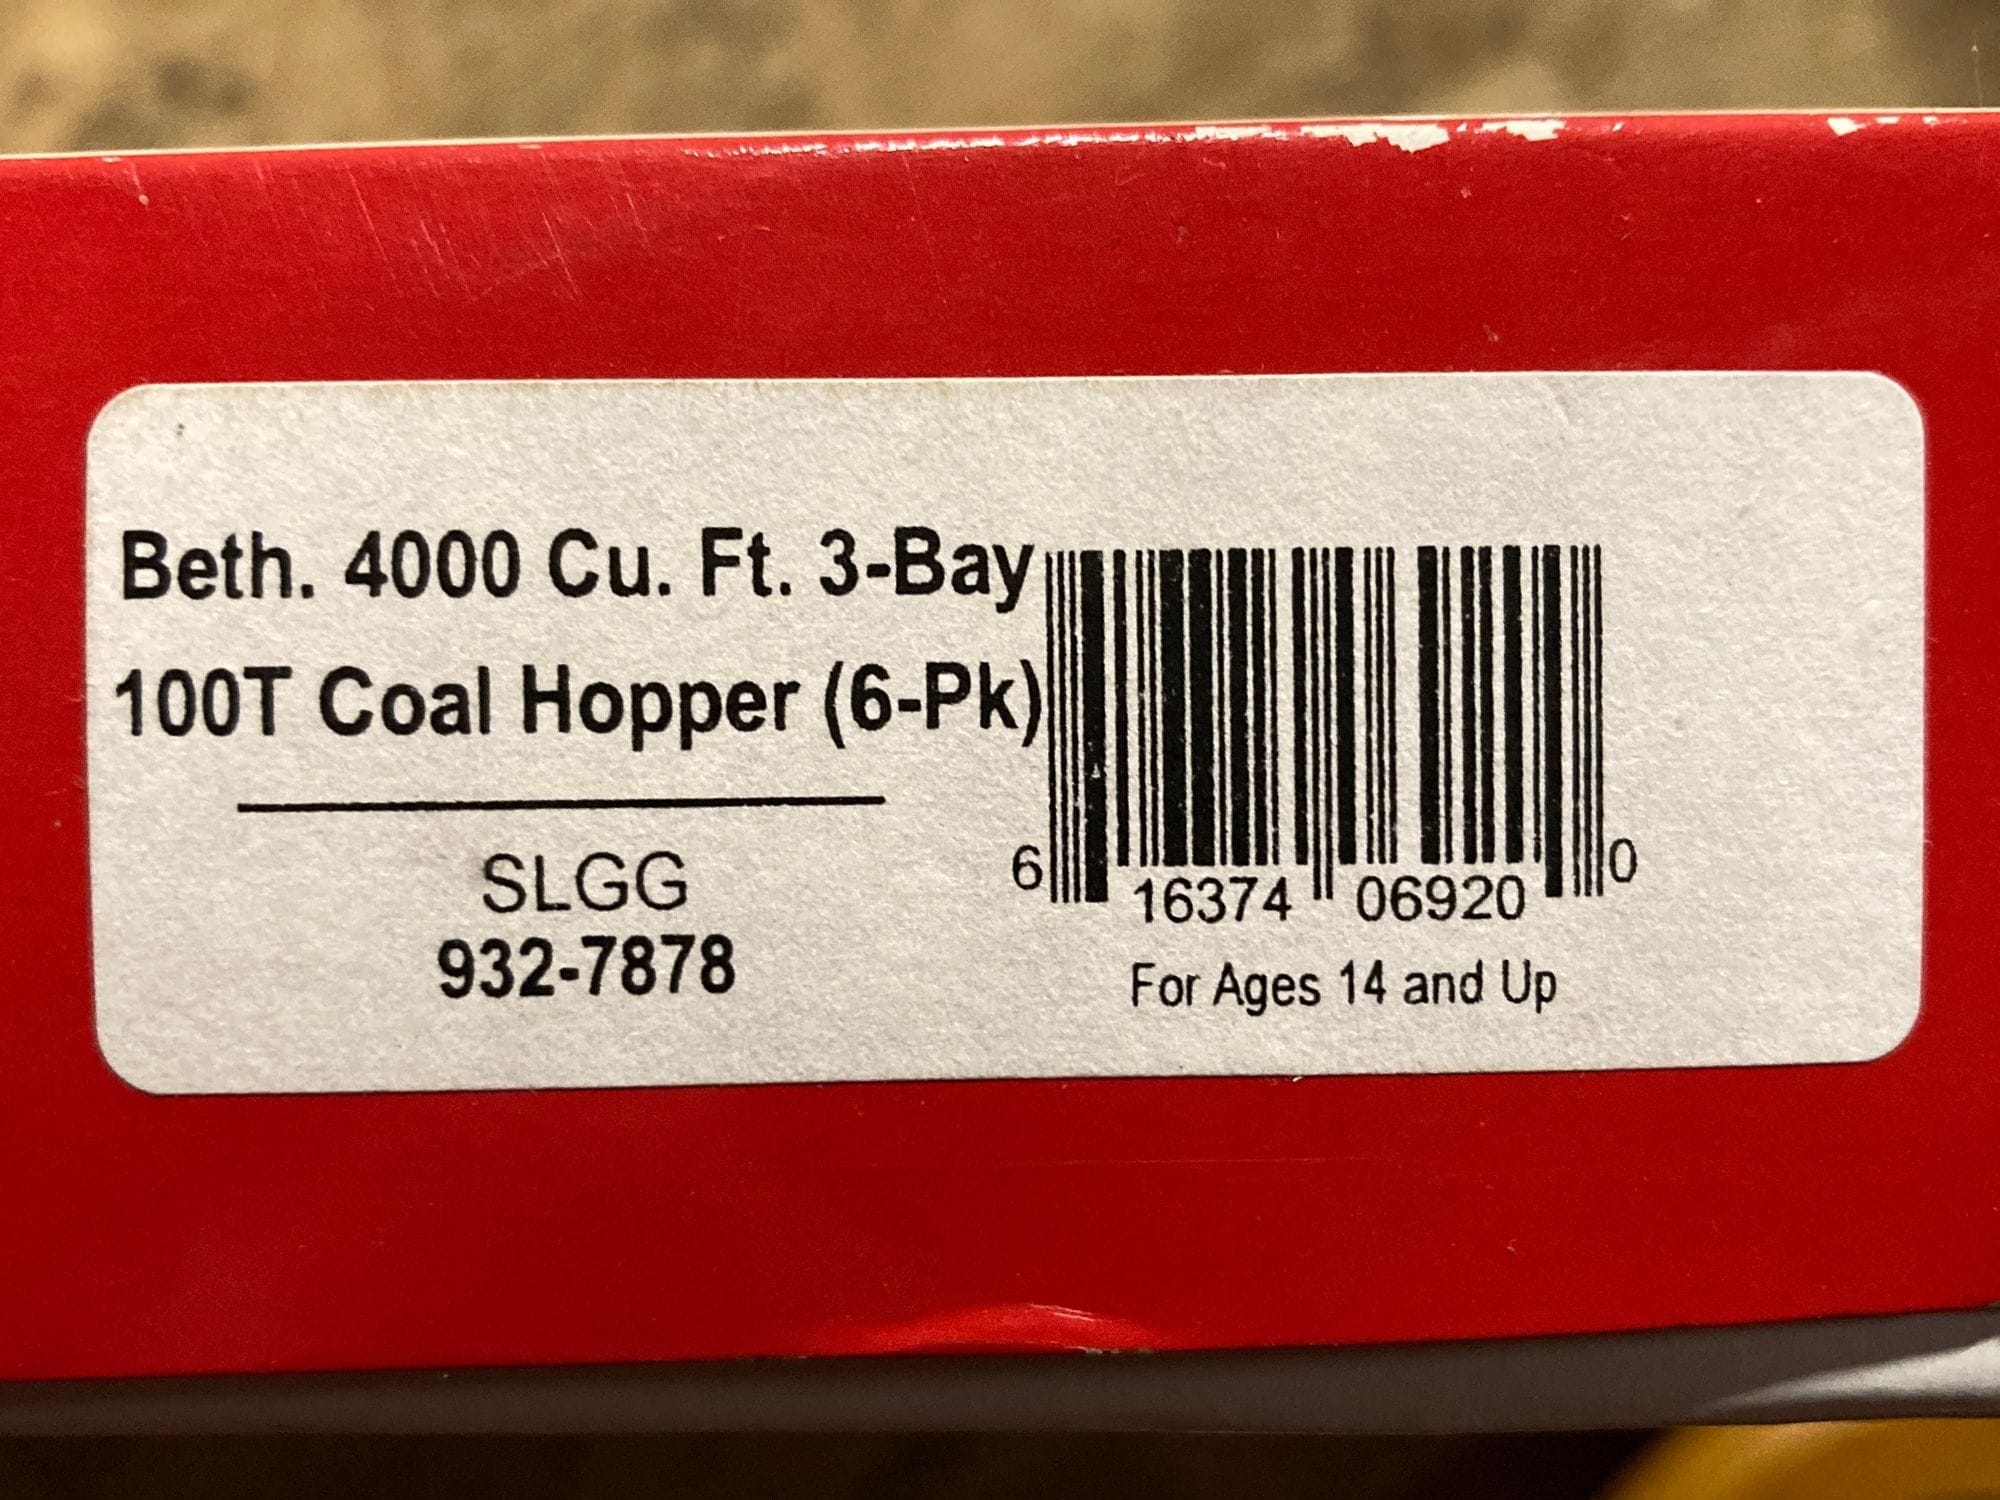 Beth. 4000 Cu. Ft. 3-Bay
100T Coal Hopper (6-Pk)
SLGG
932-7878
6 16374 06920 0
For Ages 14 and Up